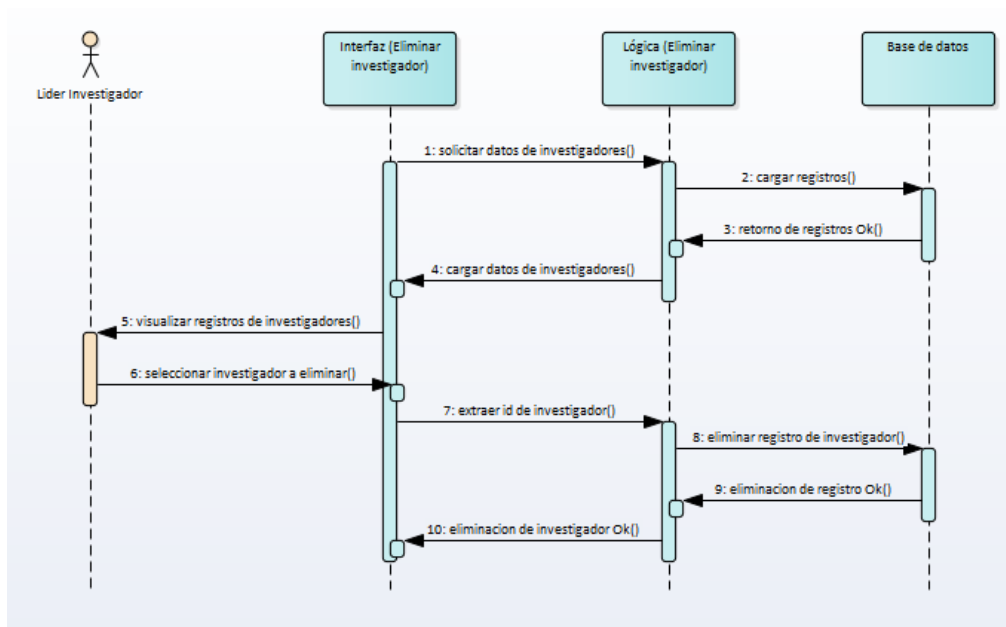 Interfaz (Eliminar
investigador)
Lógica (Eliminar
investigador)
Base de datos
Lider Investigador
1: solicitar datos de investigadores()
2: cargar registros()
3: retorno de registros Ok()
4: cargar datos de investigadores()
5: visualizar registros de investigadores()
6: seleccionar investigador a eliminar()
7: extraer id de investigador()
8: eliminar registro de investigador()
9: eliminacion de registro Ok()
10: eliminacion de investigador Ok()